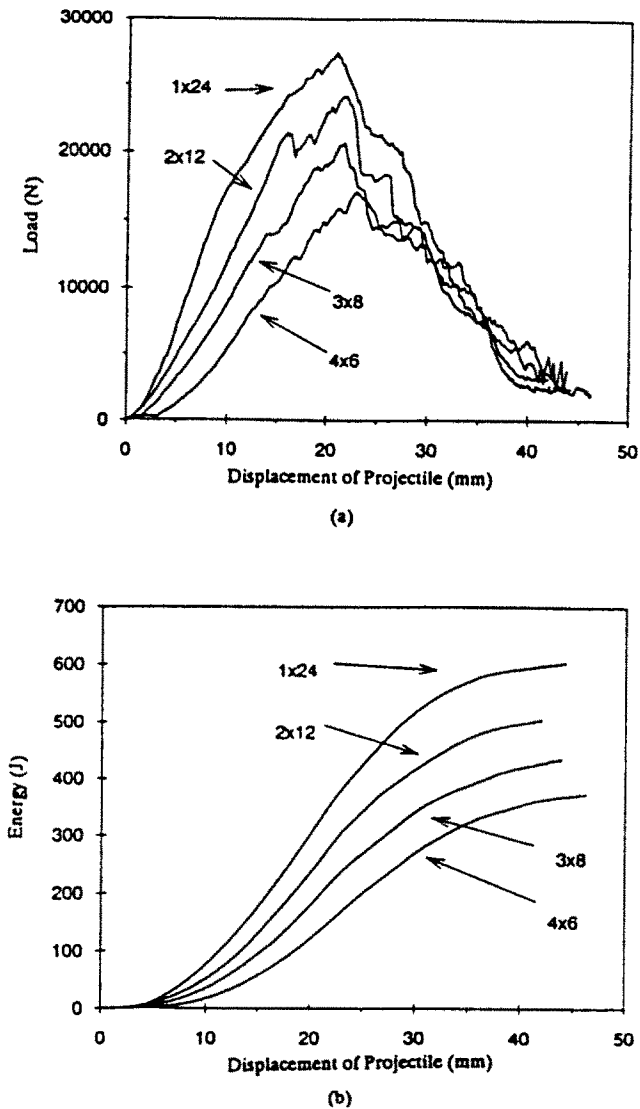 30000
1x24
2x12
20000
Load (N)
10000
3x8
4x6
0
0 10 20 30 40 50
Displacement of Projectile (mm)
(a)
700
600
1x24
500
2x12
400
Energy (J)
300
3x8
200
4x6
100
0
0 10 20 30 40 50
Displacement of Projectile (mm)
(b)